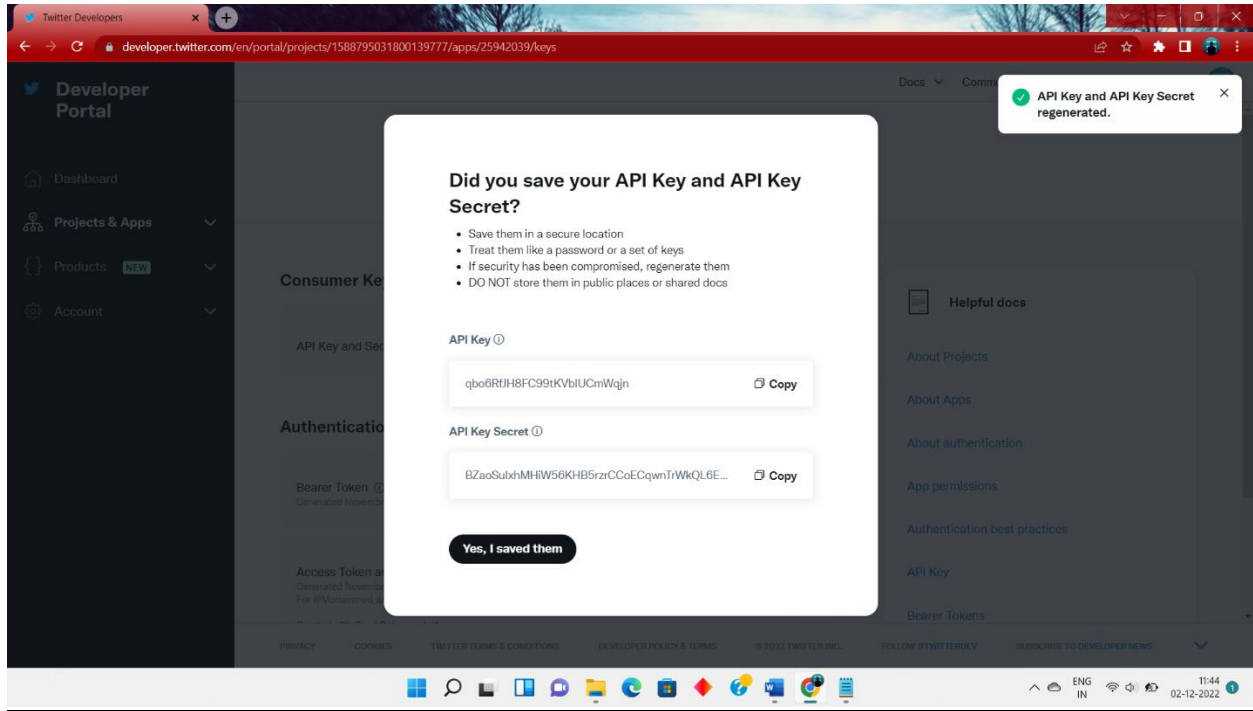 Twitter Developers
developer.twitter.com/en/portal/projects/1588795031800139777/apps/25942039/keys
Developer
Portal
Docs
API Key and API Key Secret
regenerated.
Dashboard
Projects & Apps
Products NEW
Account
Did you save your API Key and API Key
Secret?
• Save them in a secure location
• Treat them like a password or a set of keys
• If security has been compromised, regenerate them
• DO NOT store them in public places or shared docs
Consumer Ke
API Key and Sec
API Key
qbo6RfJH8FC99tKVbIUCmWqjn
Copy
Authenticatio
API Key Secret
BZaoSulxhMHiW56KHB5rzrCCoECqwnTrWkQL6E...
Copy
Bearer Token
Yes, I saved them
Access Token a
Helpful docs
About Projects
About Apps
About authentication
App permissions
Authentication best practices
API Key
Bearer Tokens
PRIVACY COOKIES TWITTER TERMS & CONDITIONS DEVELOPER POLICY & TERMS © 2022 TWITTER INC. FOLLOW @TWITTERDEV SUBSCRIBE TO DEVELOPER NEWS
ENG
IN
11:44
02-12-2022
1